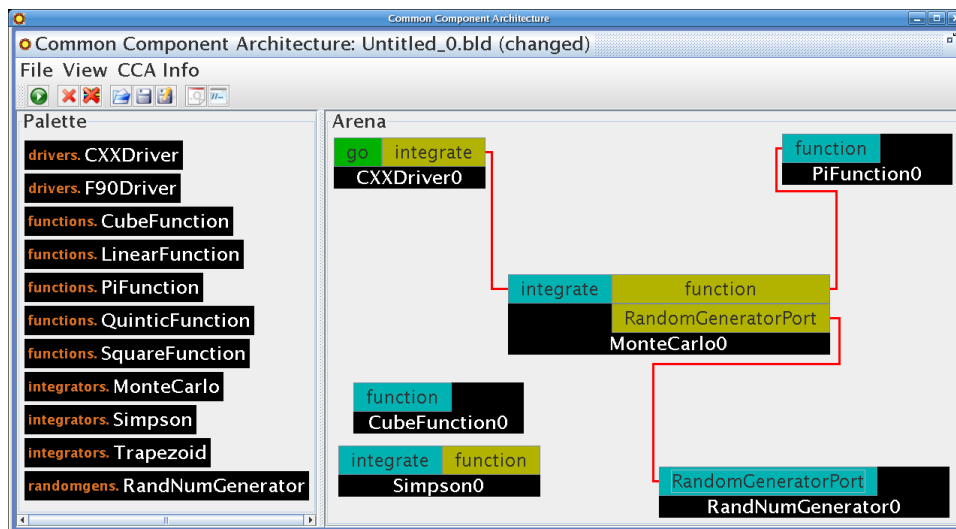 Common Component Architecture
Common Component Architecture: Untitled_0.bld (changed)
File View CCA Info
Palette
drivers. CXXDriver
drivers. F90Driver
functions. CubeFunction
functions. LinearFunction
functions. PiFunction
functions. QuinticFunction
functions. SquareFunction
integrators. MonteCarlo
integrators. Simpson
integrators. Trapezoid
randomgens. RandNumGenerator
Arena
go integrate
CXXDriver0
function
PiFunction0
integrate function
RandomGeneratorPort
MonteCarlo0
function
CubeFunction0
integrate function
Simpson0
RandomGeneratorPort
RandNumGenerator0